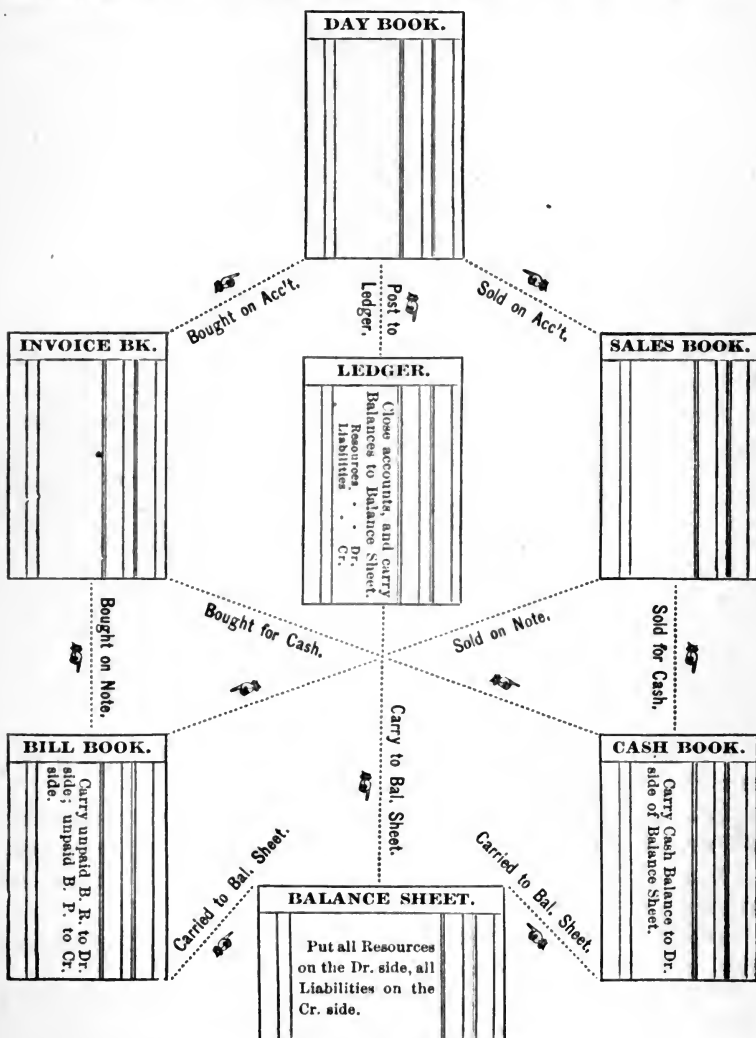 DAY BOOK.
Bought on Acc't.
Post to
Ledger.
Sold on Acc't.
INVOICE BK.
LEDGER.
Close accounts, and carry
Balances to Balance Sheet.
Resources. . . Dr.
Liabilities . . Cr.
SALES BOOK.
Bought on Note.
Bought for Cash.
Sold on Note.
Sold for Cash.
BILL BOOK.
Carry unpaid B. R. to Dr.
side; unpaid B. P. to Cr.
side.
Carried to Bal. Sheet.
Carry to Bal. Sheet.
Carried to Bal. Sheet.
CASH BOOK.
Carry Cash Balance to Dr.
side of Balance Sheet.
BALANCE SHEET.
Put all Resources
on the Dr. side, all
Liabilities on the
Cr. side.